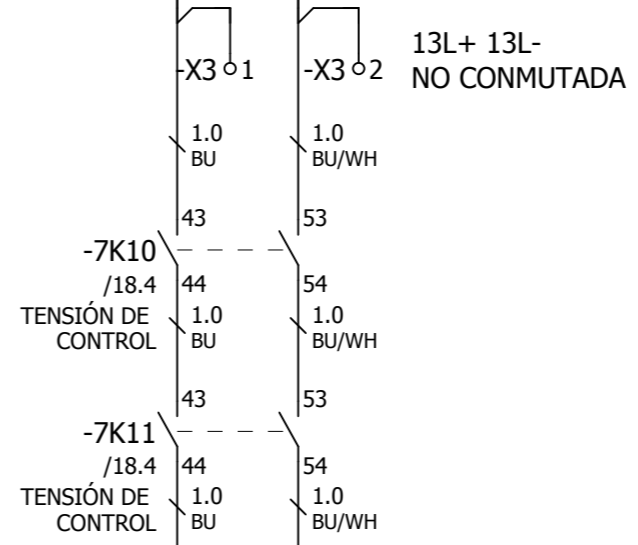 -X3 1
-X3 2
13L+ 13L-
NO CONMUTADA
1.0
BU
1.0
BU/WH
43
53
-7K10
/18.4
44
54
TENSIÓN DE
CONTROL
1.0
BU
1.0
BU/WH
43
53
-7K11
/18.4
44
54
TENSIÓN DE
CONTROL
1.0
BU
1.0
BU/WH